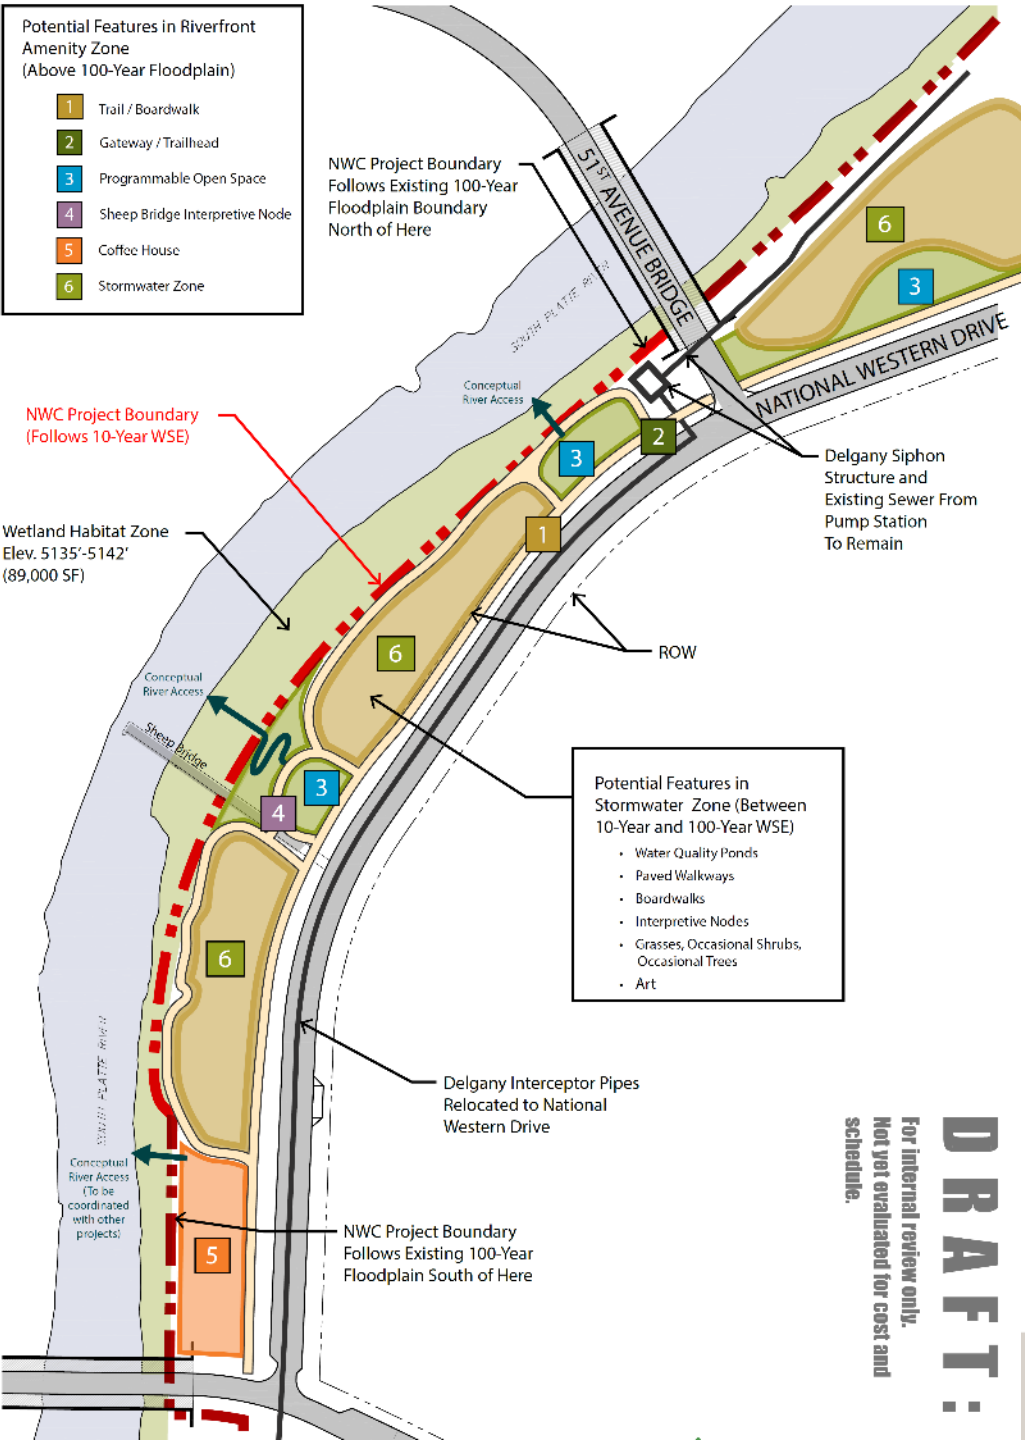 Potential Features in Riverfront
Amenity Zone
(Above 100-Year Floodplain)
1 Trail / Boardwalk
2 Gateway / Trailhead
3 Programmable Open Space
4 Sheep Bridge Interpretive Node
5 Coffee House
6 Stormwater Zone
NWC Project Boundary
Follows Existing 100-Year
Floodplain Boundary
North of Here
51ST AVENUE BRIDGE
6
3
SOUTH PLATTE RIVER
NATIONAL WESTERN DRIVE
Conceptual
River Access
NWC Project Boundary
(Follows 10-Year WSE)
2
3
Delgany Siphon
Structure and
Existing Sewer From
Pump Station
To Remain
Wetland Habitat Zone
Elev. 5135'-5142'
(89,000 SF)
1
6
ROW
Conceptual
River Access
Sheep Bridge
3
4
Potential Features in
Stormwater Zone (Between
10-Year and 100-Year WSE)
• Water Quality Ponds
• Paved Walkways
• Boardwalks
• Interpretive Nodes
• Grasses, Occasional Shrubs,
Occasional Trees
• Art
6
SOUTH PLATTE RIVER
Delgany Interceptor Pipes
Relocated to National
Western Drive
Conceptual
River Access
(To be
coordinated
with other
projects)
NWC Project Boundary
Follows Existing 100-Year
Floodplain South of Here
5
DRAFT:
For internal review only.
Not yet evaluated for cost and
schedule.